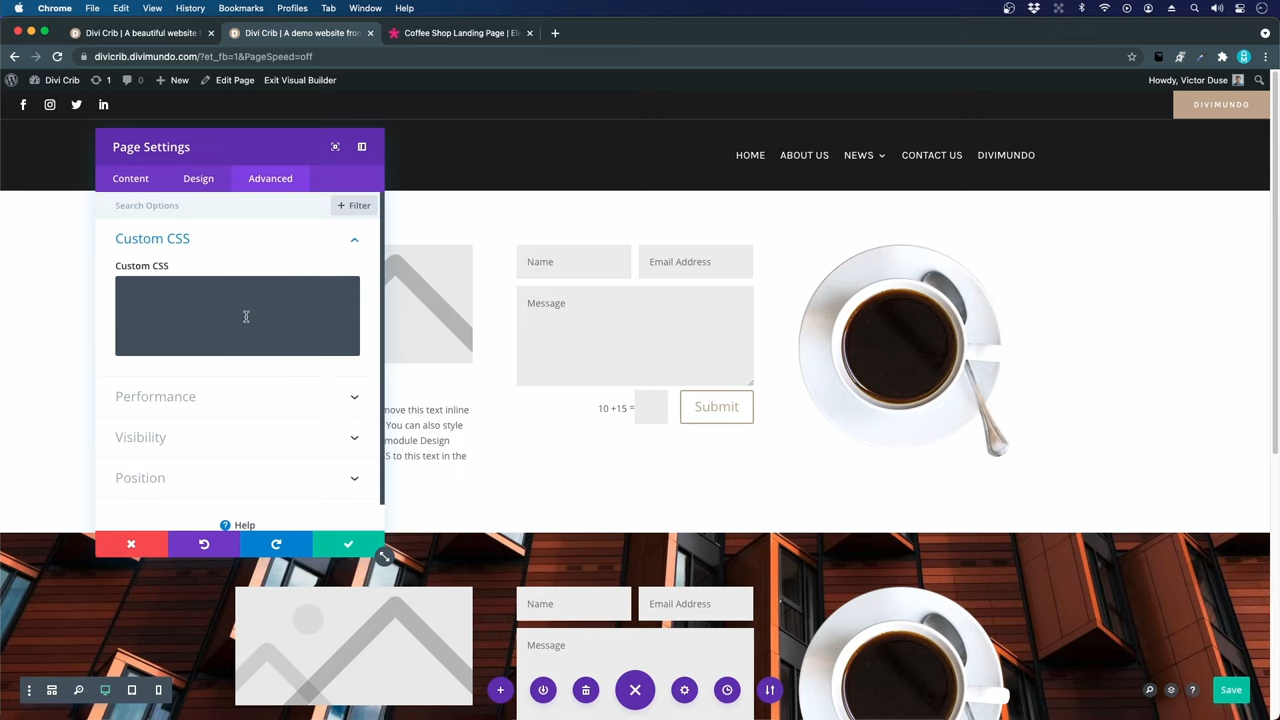 Chrome File Edit View History Bookmarks Profiles Tab Window Help
Divi Crib | A beautiful website
Divi Crib | A demo website from
Coffee Shop Landing Page | Ele
divicrib.divimundo.com/?et_fb=1&PageSpeed=off
Divi Crib 1 0 New Edit Page Exit Visual Builder
Howdy, Victor Duse
DIVIMUNDO
HOME ABOUT US NEWS CONTACT US DIVIMUNDO
Page Settings
Content Design Advanced
Search Options
+ Filter
Custom CSS
Custom CSS
Performance
Visibility
Position
? Help
move this text inline
You can also style
module Design
S to this text in the
Name
Email Address
Message
10 +15 =
Submit
Name
Email Address
Message
Save